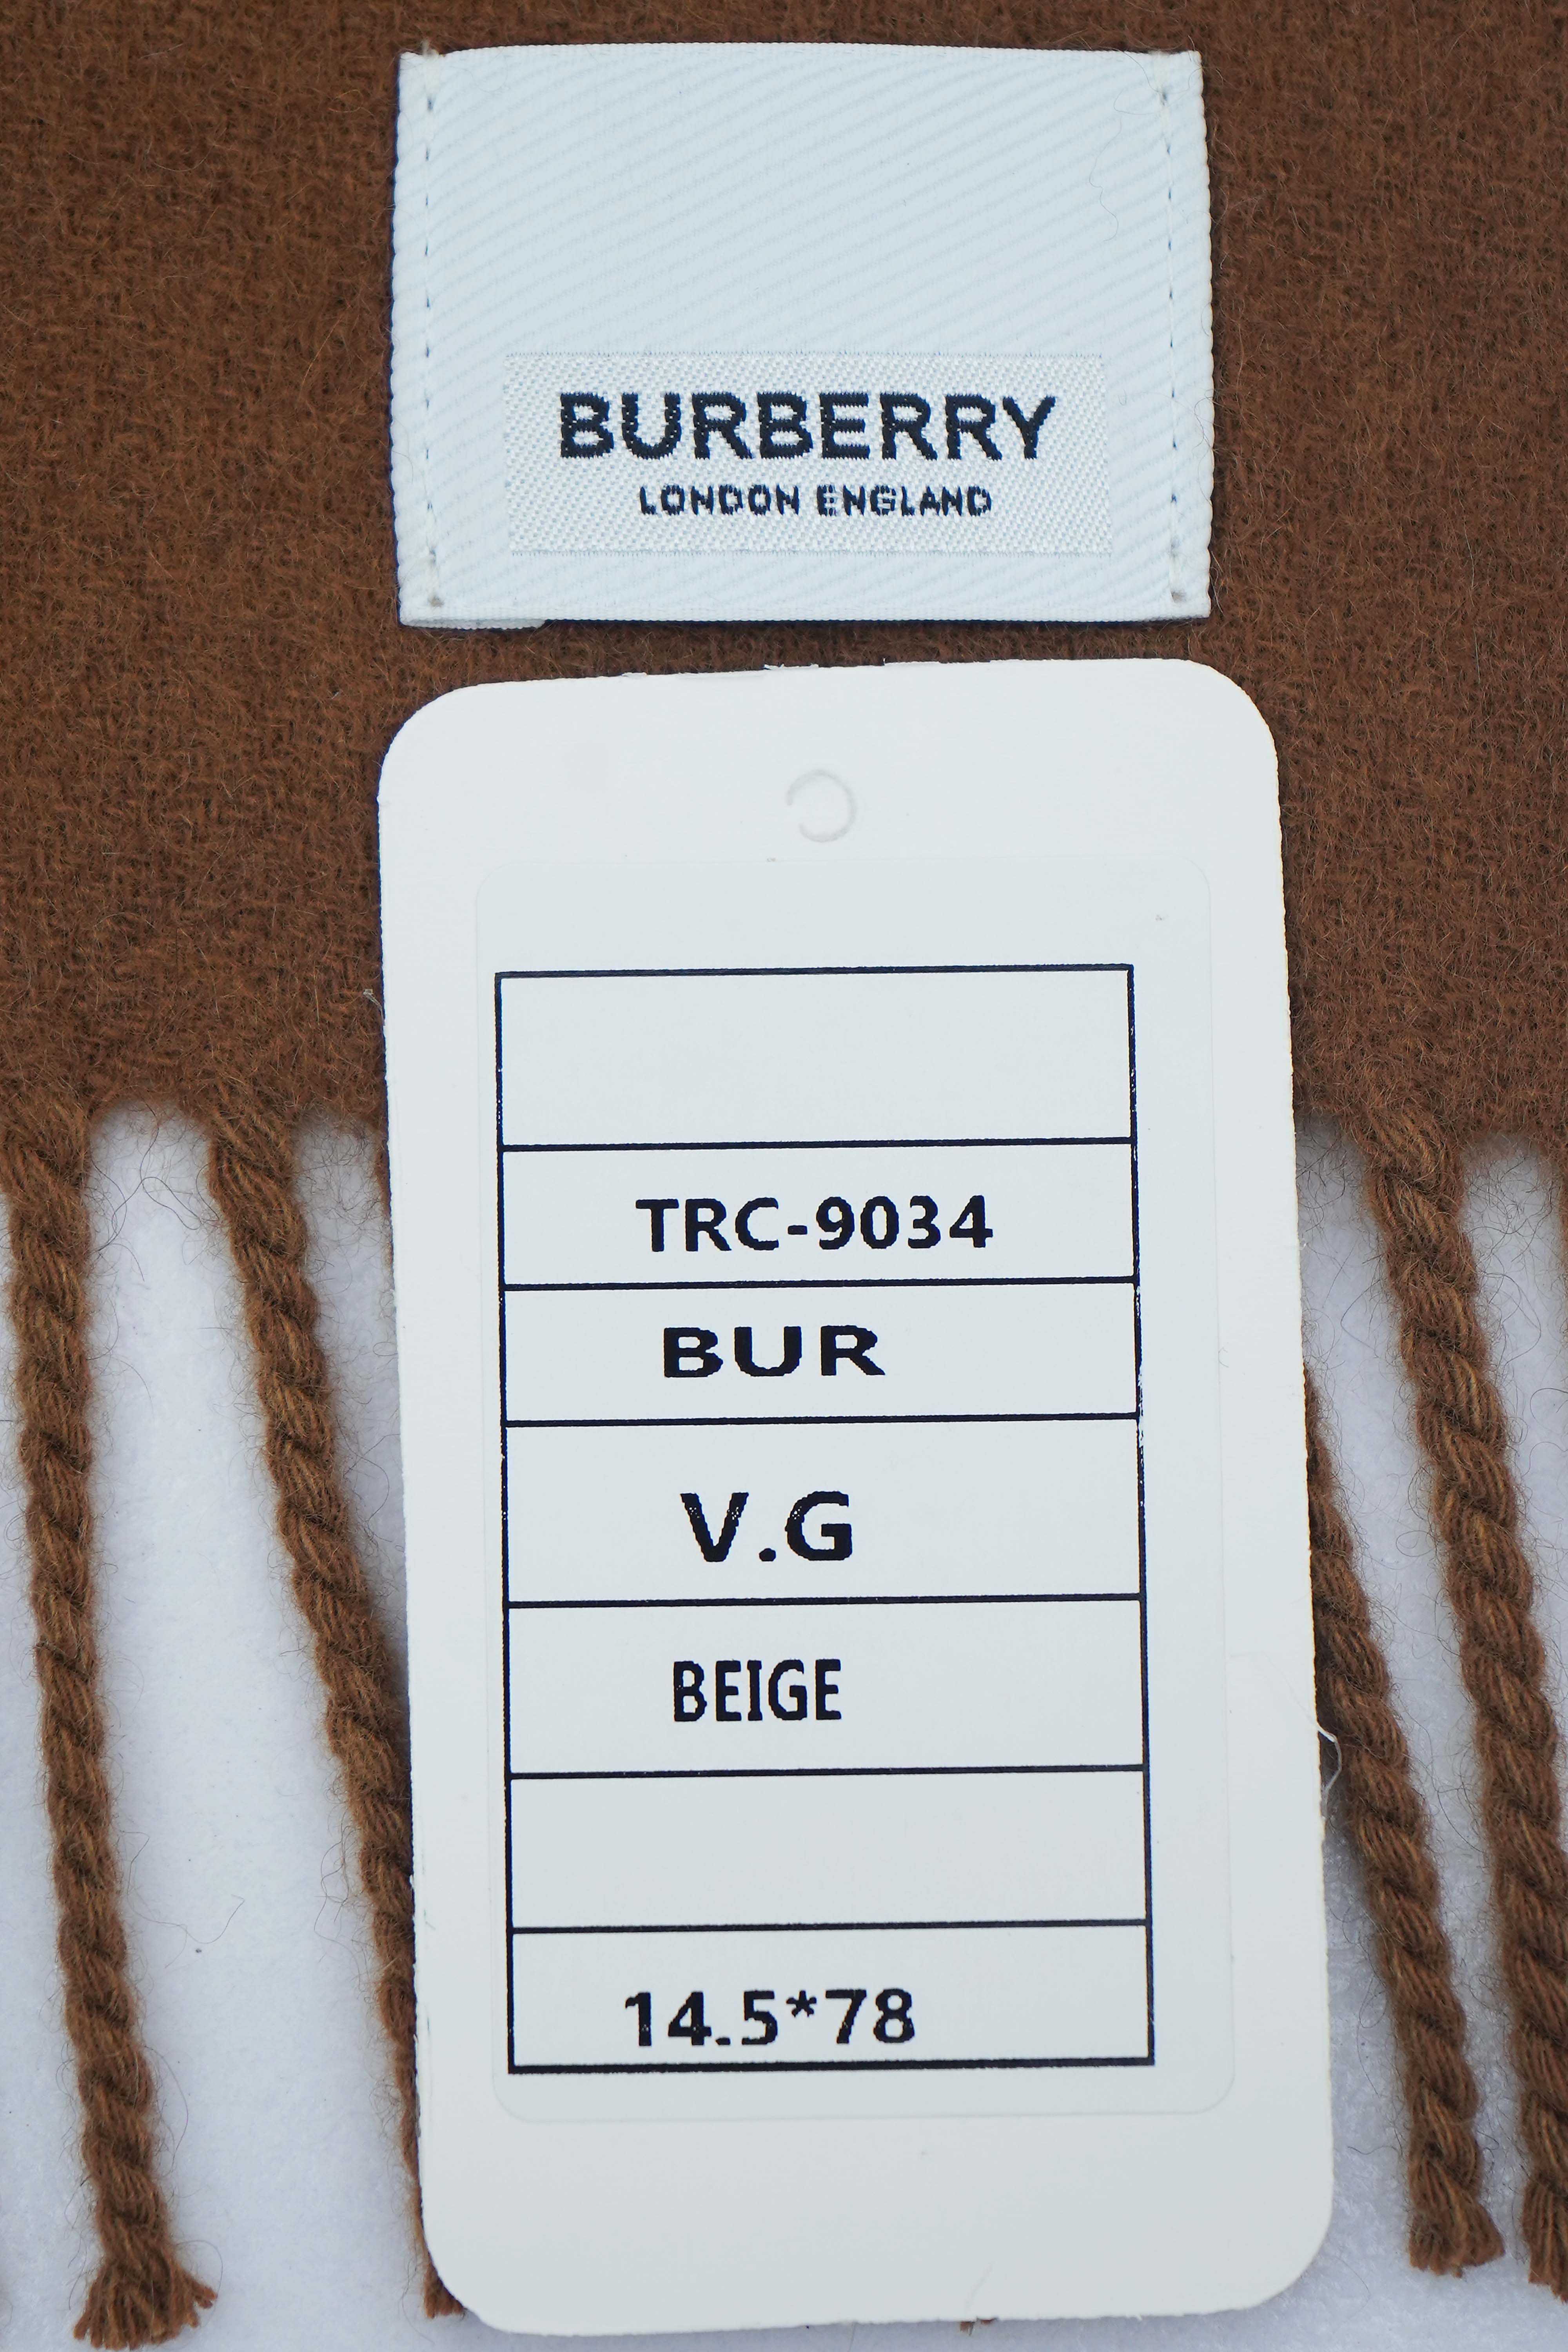 BURBERRY
LONDON ENGLAND
TRC-9034
BUR
V.G
BEIGE
14.5*78